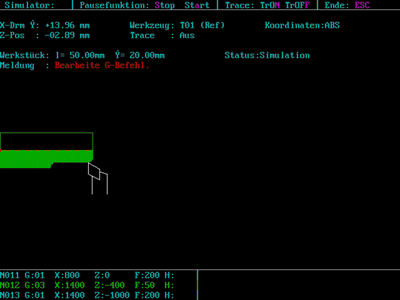 Simulator: | Pausefunktion: Stop Start | Trace: TrON TrOFF | Ende: ESC
X-Drm Ÿ: +13.96 mm Werkzeug: T01 (Ref) Koordinaten:ABS
Z-Pos : -02.89 mm Trace : Aus
Werkstück: l= 50.00mm Ÿ= 20.00mm Status:Simulation
Meldung : Bearbeite G-Befehl.
N011 G:01 X:800 Z:0 F:200 H:
N012 G:03 X:1400 Z:-400 F:50 H:
N013 G:01 X:1400 Z:-1000 F:200 H: